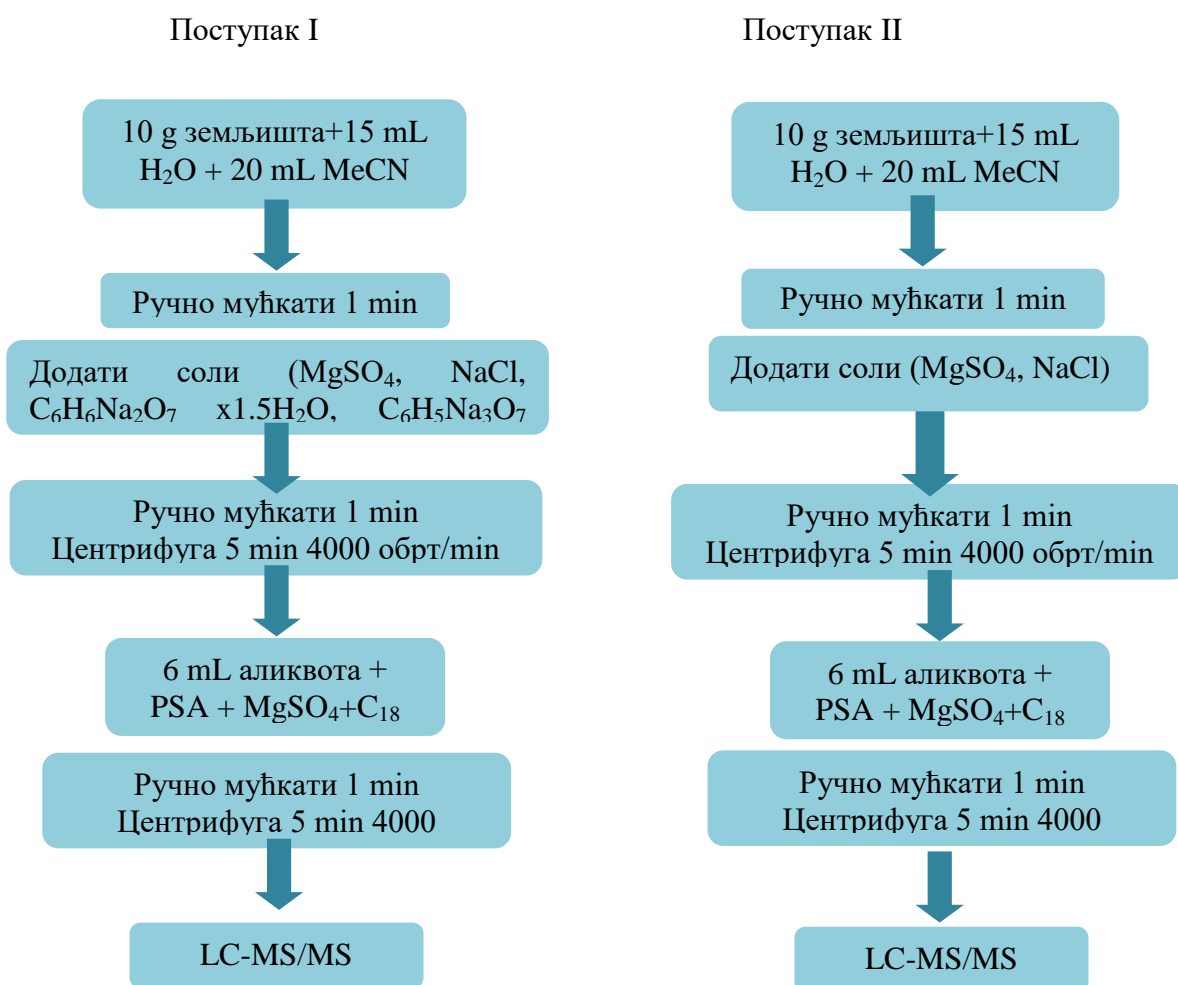 Поступак I
10 g земљишта+15 mL
H₂O + 20 mL MeCN
Ручно мућкати 1 min
Додати соли (MgSO₄, NaCl,
C₆H₆Na₂O₇ x1.5H₂O, C₆H₅Na₃O₇
Ручно мућкати 1 min
Центрифуга 5 min 4000 обрт/min
6 mL аликвота +
PSA + MgSO₄+C₁₈
Ручно мућкати 1 min
Центрифуга 5 min 4000
LC-MS/MS
Поступак II
10 g земљишта+15 mL
H₂O + 20 mL MeCN
Ручно мућкати 1 min
Додати соли (MgSO₄, NaCl)
Ручно мућкати 1 min
Центрифуга 5 min 4000 обрт/min
6 mL аликвота +
PSA + MgSO₄+C₁₈
Ручно мућкати 1 min
Центрифуга 5 min 4000
LC-MS/MS